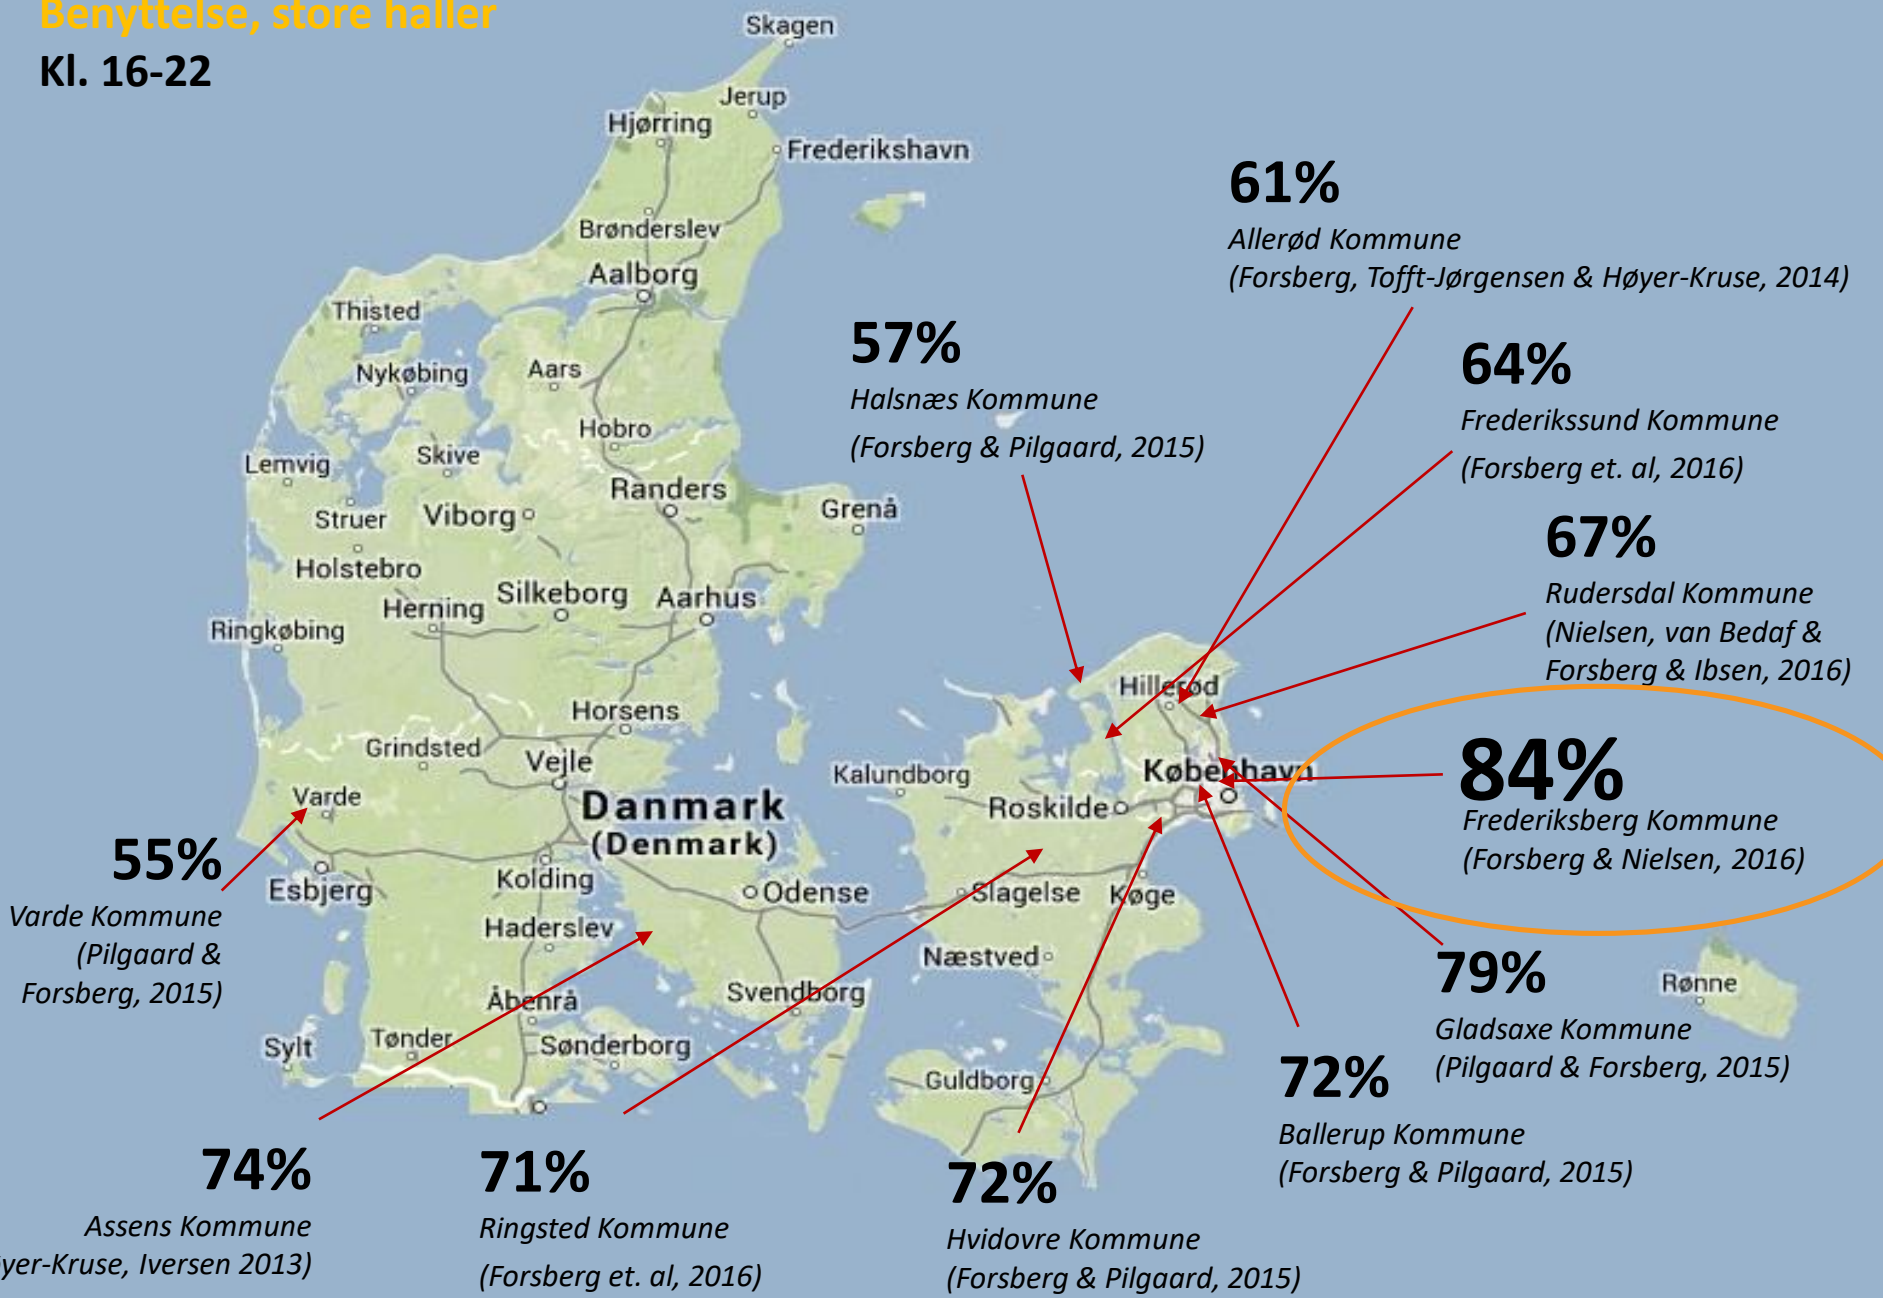 Benyttelse, store haller
Kl. 16-22
Skagen
Jerup
Hjørring
Frederikshavn
Brønderslev
Aalborg
Thisted
Nykøbing
Aars
Hobro
Skive
Lemvig
Randers
Struer
Viborg
Grenå
Holstebro
Herning
Silkeborg
Aarhus
Ringkøbing
Horsens
Grindsted
Vejle
Varde
Danmark
(Denmark)
Esbjerg
Kolding
Odense
Haderslev
Svendborg
Åbenrå
Sylt
Tønder
Sønderborg
Hillerød
København
Kalundborg
Roskilde
Slagelse
Køge
Næstved
Guldborg
Rønne
61%
Allerød Kommune
(Forsberg, Tofft-Jørgensen & Høyer-Kruse, 2014)
57%
Halsnæs Kommune
(Forsberg & Pilgaard, 2015)
64%
Frederikssund Kommune
(Forsberg et. al, 2016)
67%
Rudersdal Kommune
(Nielsen, van Bedaf &
Forsberg & Ibsen, 2016)
84%
Frederiksberg Kommune
(Forsberg & Nielsen, 2016)
79%
Gladsaxe Kommune
(Pilgaard & Forsberg, 2015)
72%
Ballerup Kommune
(Forsberg & Pilgaard, 2015)
72%
Hvidovre Kommune
(Forsberg & Pilgaard, 2015)
71%
Ringsted Kommune
(Forsberg et. al, 2016)
74%
Assens Kommune
yer-Kruse, Iversen 2013)
55%
Varde Kommune
(Pilgaard &
Forsberg, 2015)